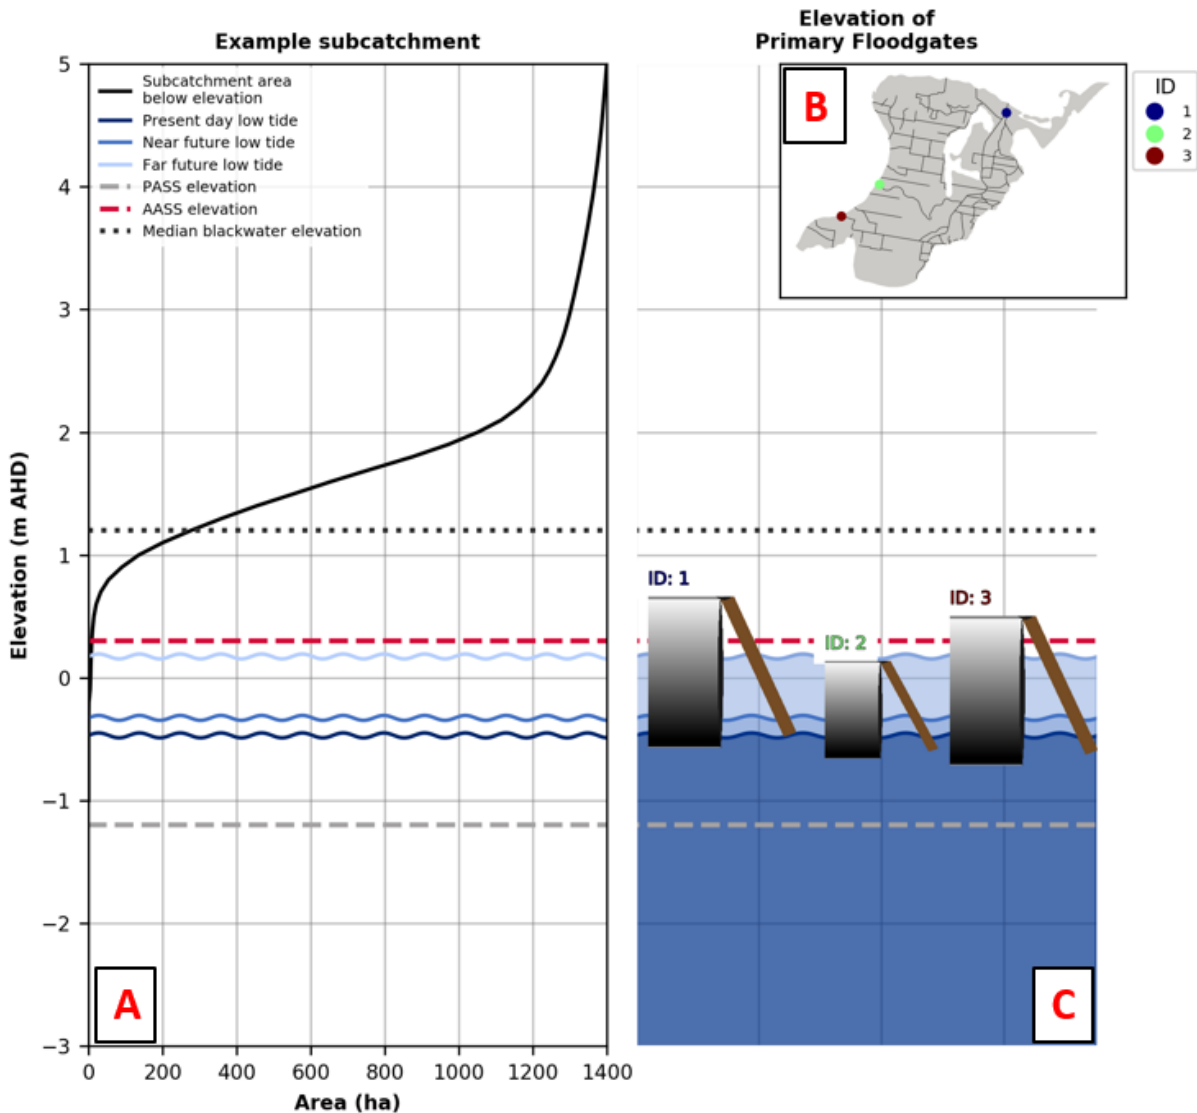 Example subcatchment
Elevation of
Primary Floodgates
5
4
3
2
1
0
−1
−2
−3
Elevation (m AHD)
Subcatchment area
below elevation
Present day low tide
Near future low tide
Far future low tide
PASS elevation
AASS elevation
Median blackwater elevation
A
0
200
400
600
800
1000
1200
1400
Area (ha)
B
ID
1
2
3
ID: 1
ID: 2
ID: 3
C